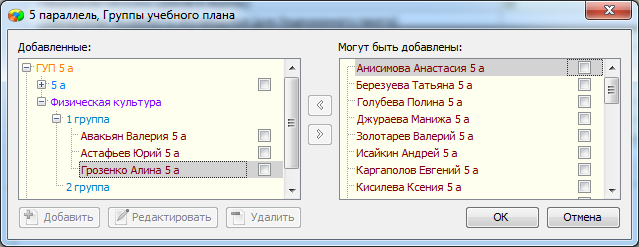 5 параллель, Группы учебного плана
Добавленные:
ГУП 5 а
5 а
Физическая культура
1 группа
Авакьян Валерия 5 а
Астафьев Юрий 5 а
Грозенко Алина 5 а
2 группа
Добавить
Редактировать
Удалить
Могут быть добавлены:
Анисимова Анастасия 5 а
Березуева Татьяна 5 а
Голубева Полина 5 а
Джураева Манижа 5 а
Золотарев Валерий 5 а
Исайкин Андрей 5 а
Каргаполов Евгений 5 а
Кисилева Ксения 5 а
ОК
Отмена